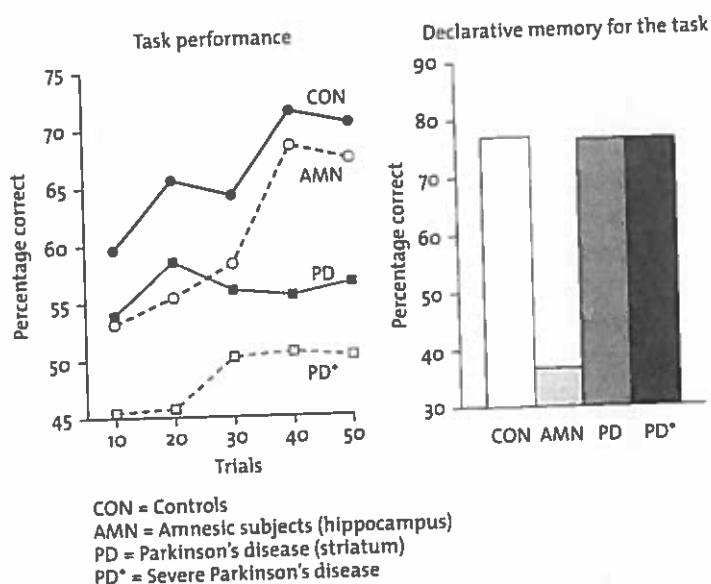 Task performance
Percentage correct
75
70
65
60
55
50
45
CON
AMN
PD
PD*
10 20 30 40 50
Trials
Declarative memory for the task
Percentage correct
90
80
70
60
50
40
30
CON AMN PD PD*
CON = Controls
AMN = Amnesic subjects (hippocampus)
PD = Parkinson's disease (striatum)
PD* = Severe Parkinson's disease